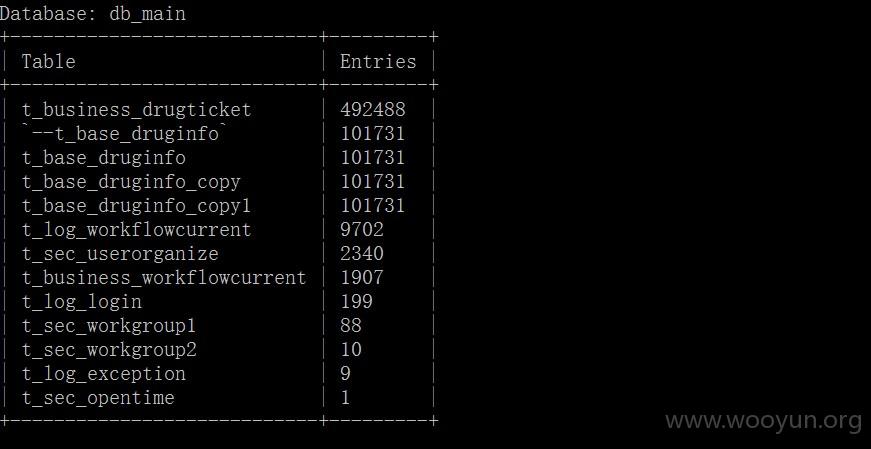 Database: db_main
+----------------------------+---------+
| Table                      | Entries |
+----------------------------+---------+
| t_business_drugticket      | 492488  |
| `--t_base_druginfo`        | 101731  |
| t_base_druginfo            | 101731  |
| t_base_druginfo_copy       | 101731  |
| t_base_druginfo_copy1      | 101731  |
| t_log_workflowcurrent      | 9702    |
| t_sec_userorganize         | 2340    |
| t_business_workflowcurrent | 1907    |
| t_log_login                | 199     |
| t_sec_workgroup1           | 88      |
| t_sec_workgroup2           | 10      |
| t_log_exception            | 9       |
| t_sec_opentime             | 1       |
+----------------------------+---------+
www.wooyun.org